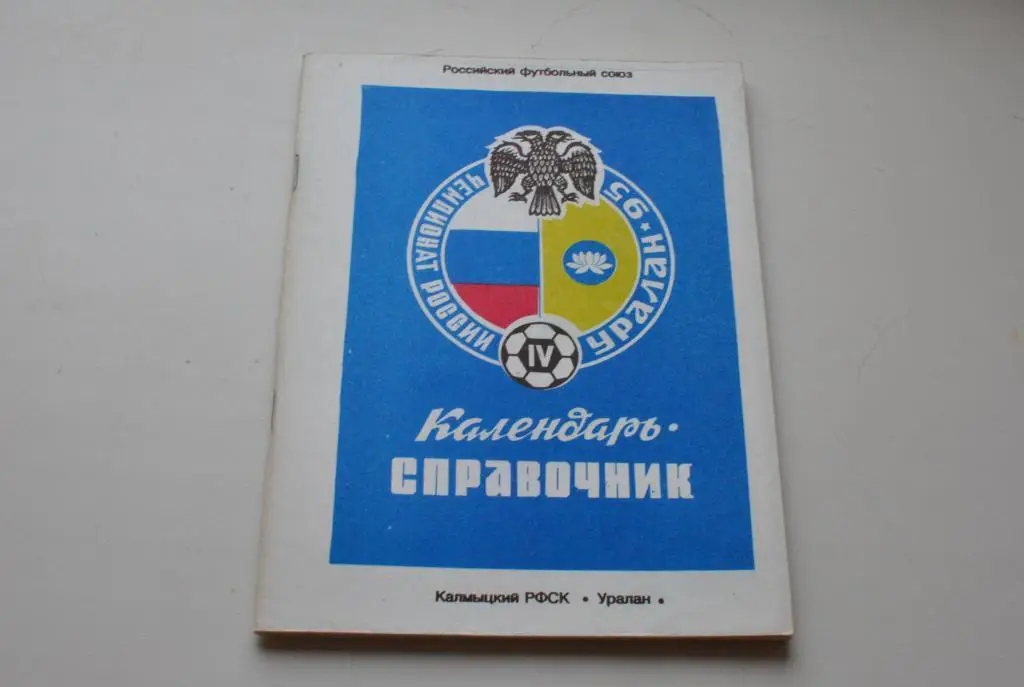 Российский футбольный союз
ЧЕМПИОНАТ РОССИИ
УРАЛАН★95
IV
Календарь·
СПРАВОЧНИК
Калмыцкий РФСК • Уралан •